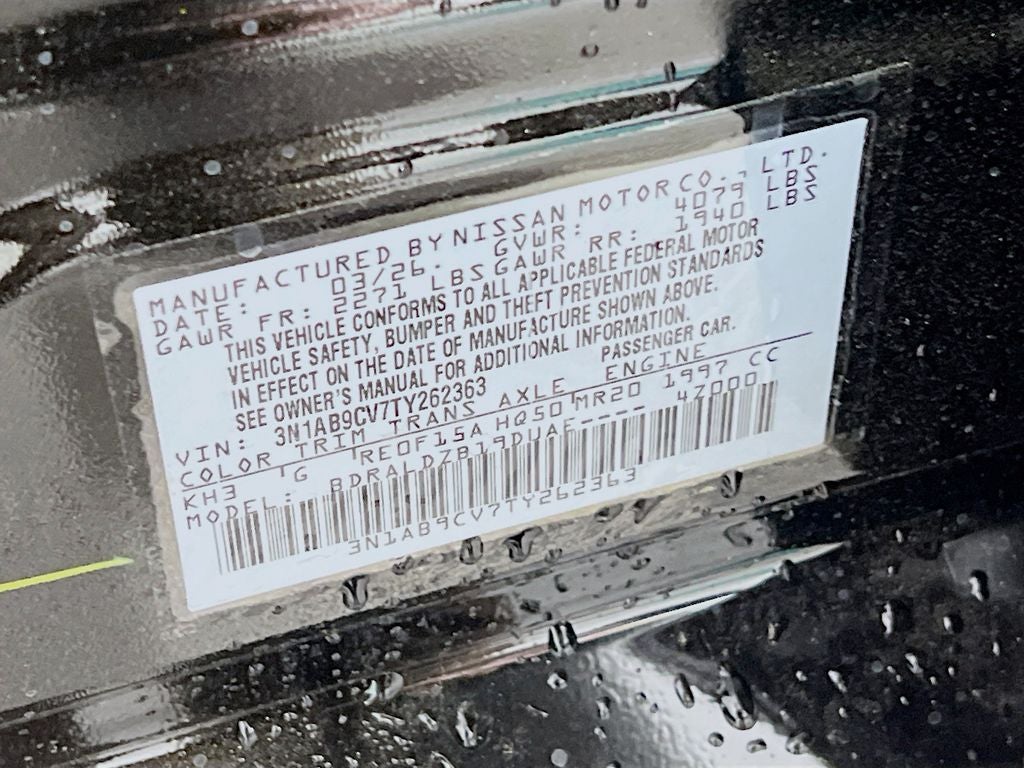 MANUFACTURED BY NISSAN MOTOR CO., LTD.
DATE: 03/26. GVWR: 4079 LBS
GAWR FR: 2271 LBS GAWR RR: 1940 LBS
THIS VEHICLE CONFORMS TO ALL APPLICABLE FEDERAL MOTOR
VEHICLE SAFETY, BUMPER AND THEFT PREVENTION STANDARDS
IN EFFECT ON THE DATE OF MANUFACTURE SHOWN ABOVE.
SEE OWNER'S MANUAL FOR ADDITIONAL INFORMATION.
VIN: 3N1AB9CV7TY262363 PASSENGER CAR.
COLOR TRIM TRANS AXLE ENGINE
KH3 G RE0F15A HQ50 MR20 1997 CC
MODEL: BDRALDZB19DUAF---- 4Z000
3N1AB9CV7TY262363